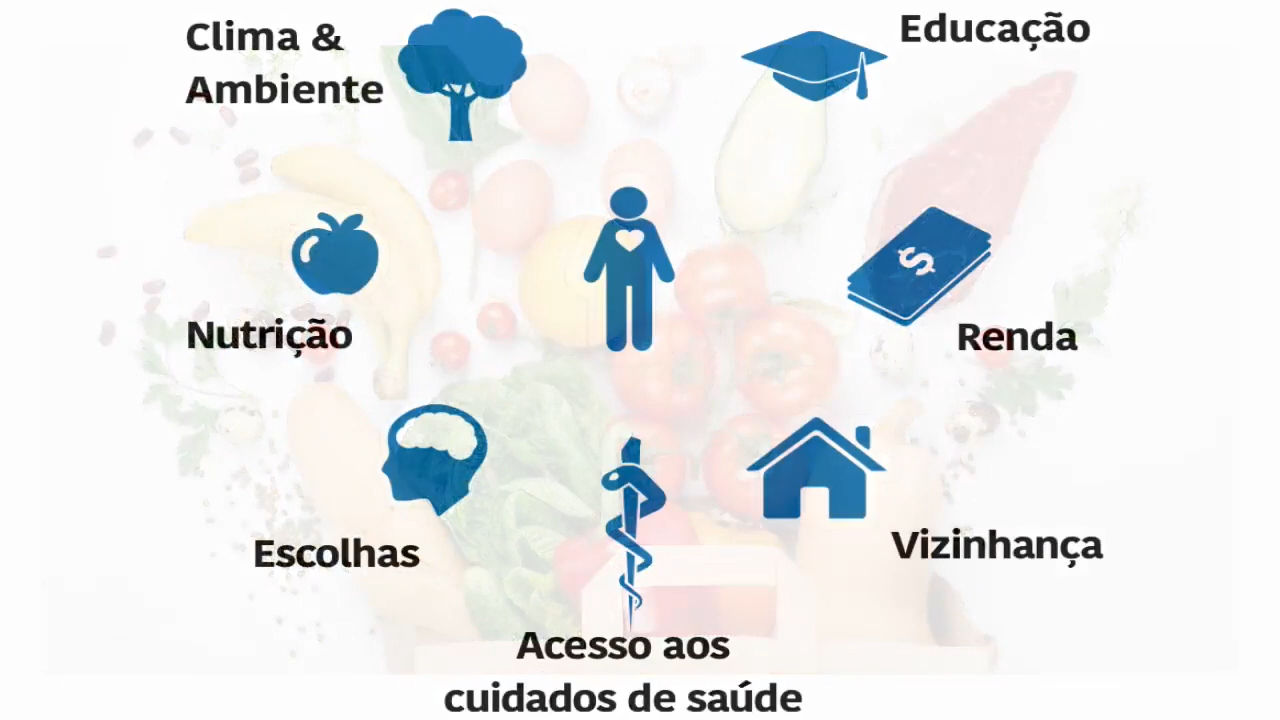 Clima &
Ambiente
Educação
Nutrição
$
Renda
Escolhas
Vizinhança
Acesso aos
cuidados de saúde